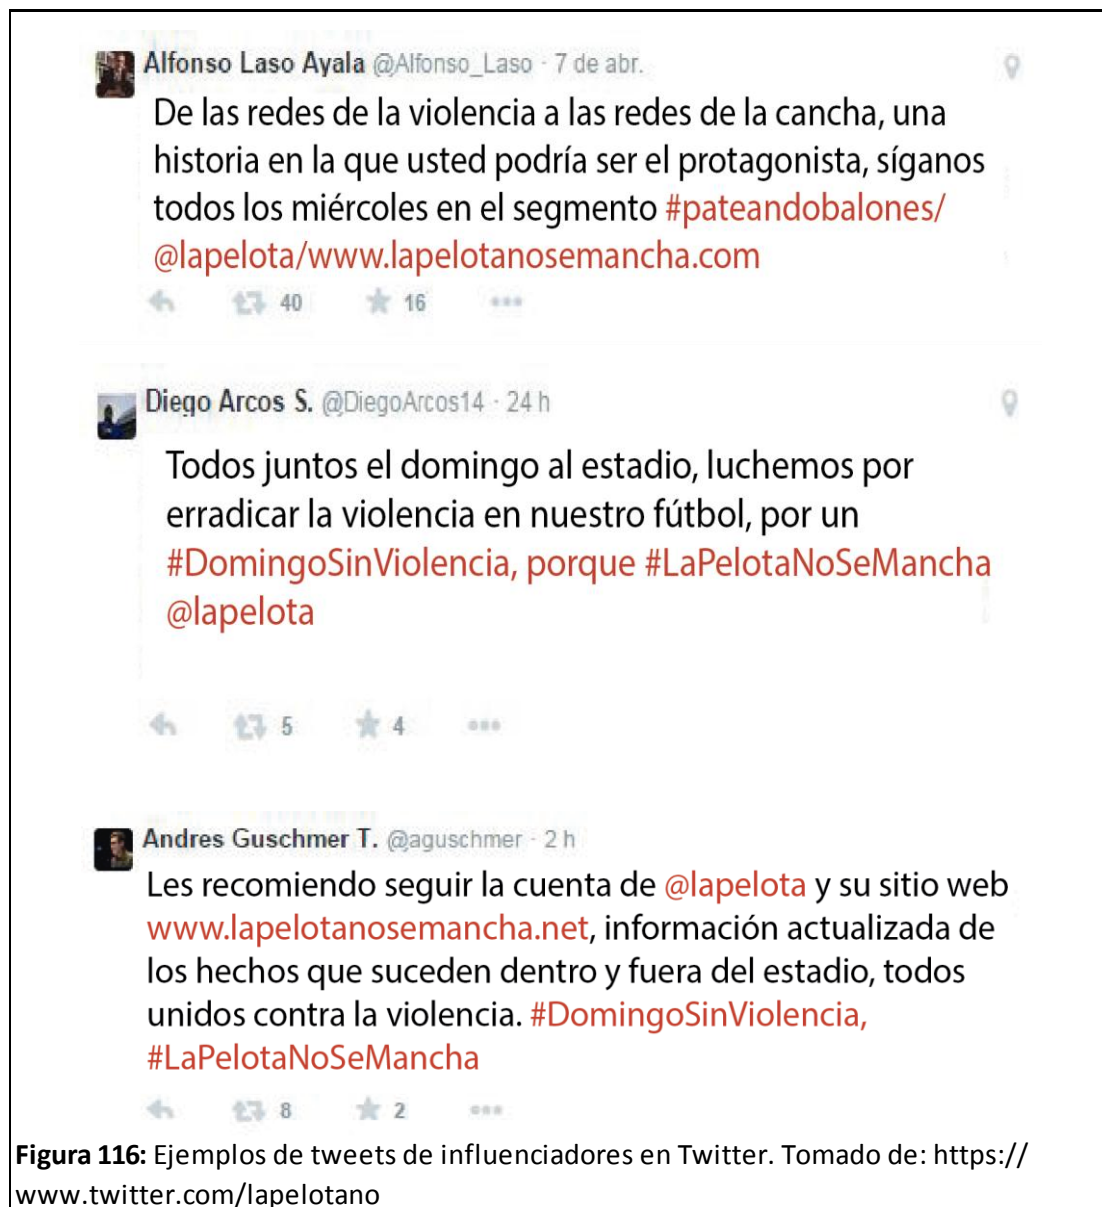 Alfonso Laso Ayala @Alfonso_Laso · 7 de abr.
De las redes de la violencia a las redes de la cancha, una
historia en la que usted podría ser el protagonista, síganos
todos los miércoles en el segmento #pateandobalones/
@lapelota/www.lapelotanosemancha.com
40 16
Diego Arcos S. @DiegoArcos14 · 24 h
Todos juntos el domingo al estadio, luchemos por
erradicar la violencia en nuestro fútbol, por un
#DomingoSinViolencia, porque #LaPelotaNoSeMancha
@lapelota
5 4
Andres Guschmer T. @aguschmer · 2 h
Les recomiendo seguir la cuenta de @lapelota y su sitio web
www.lapelotanosemancha.net, información actualizada de
los hechos que suceden dentro y fuera del estadio, todos
unidos contra la violencia. #DomingoSinViolencia,
#LaPelotaNoSeMancha
8 2
Figura 116: Ejemplos de tweets de influenciadores en Twitter. Tomado de: https://
www.twitter.com/lapelotano